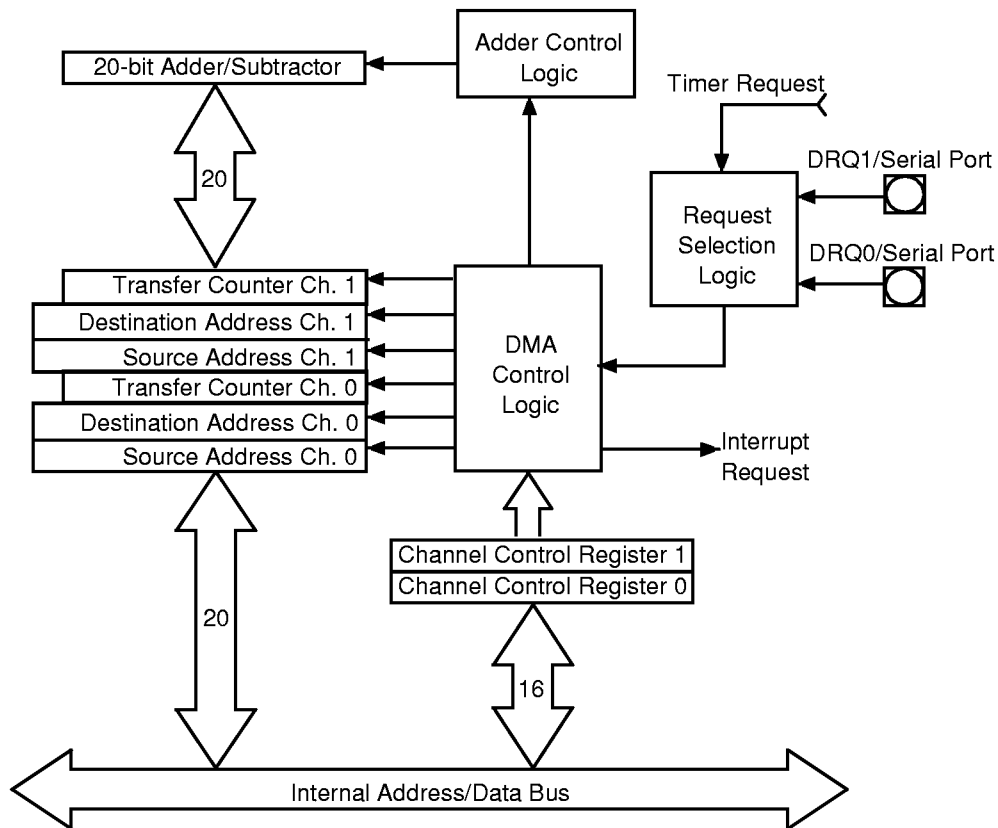 Adder Control
Logic
20-bit Adder/Subtractor
Timer Request
DRQ1/Serial Port
20
Request
Selection
Logic
DRQ0/Serial Port
Transfer Counter Ch. 1
Destination Address Ch. 1
Source Address Ch. 1
Transfer Counter Ch. 0
Destination Address Ch. 0
Source Address Ch. 0
DMA
Control
Logic
Interrupt
Request
Channel Control Register 1
Channel Control Register 0
20
16
Internal Address/Data Bus